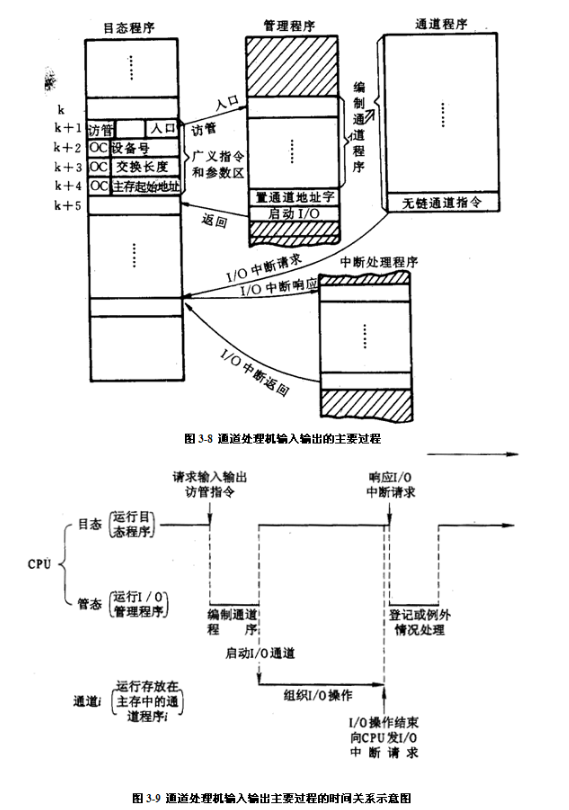 目态程序
管理程序
通道程序
k
k+1 访管 入口
k+2 OC 设备号
k+3 OC 交换长度
k+4 OC 主存起始地址
k+5
入口
访管
广义指令
和参数区
编制通道程序
置通道地址字
启动 I/O
返回
无链通道指令
I/O 中断请求
I/O 中断响应
I/O 中断返回
中断处理程序
图 3-8 通道处理机输入输出的主要过程
请求输入输出
访管指令
响应I/O
中断请求
CPU
目态(运行目
态程序)
管态(运行I/O
管理程序)
编制通道
程 序
登记或例外
情况处理
启动I/O通道
通道i(运行存放在
主存中的通
道程序i)
组织I/O操作
I/O操作结束
向CPU发I/O
中断请求
图 3-9 通道处理机输入输出主要过程的时间关系示意图